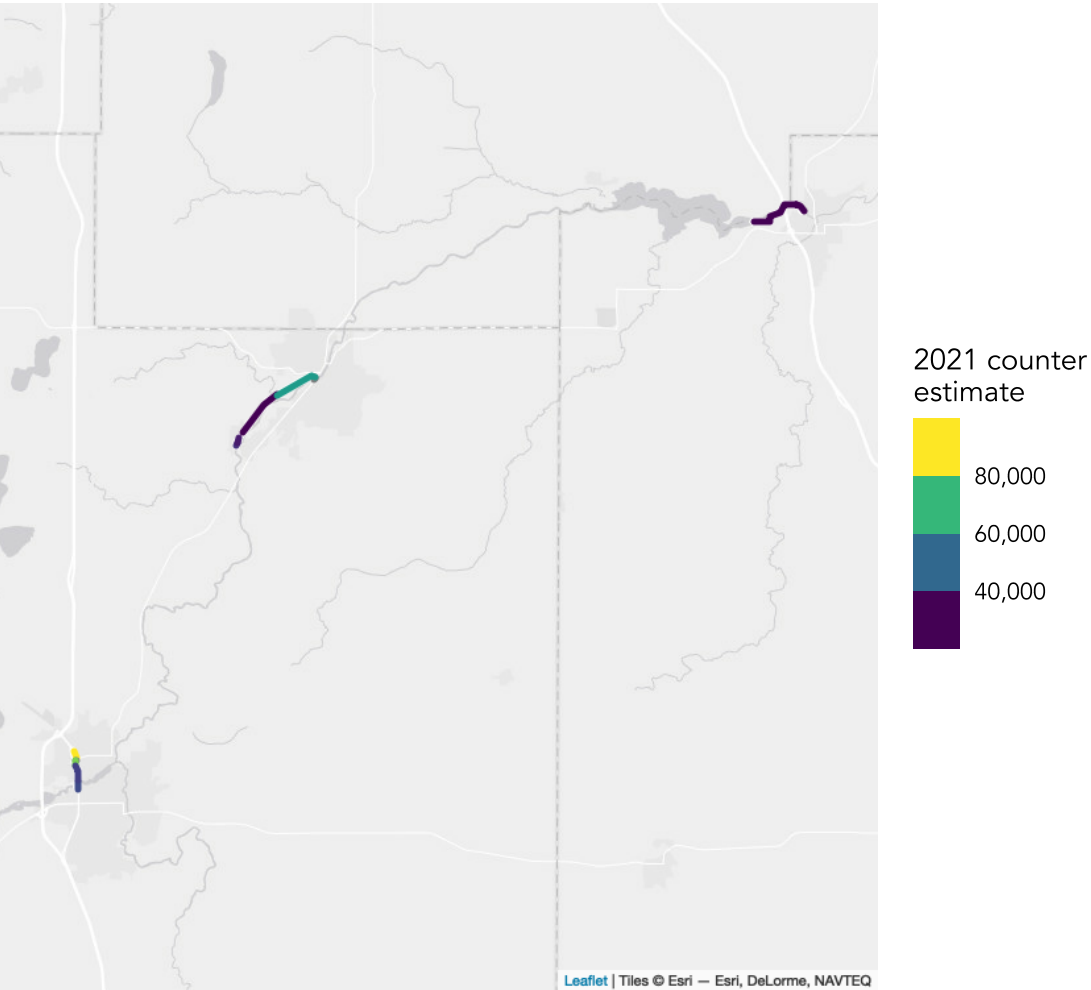 2021 counter
estimate
80,000
60,000
40,000
Leaflet | Tiles © Esri — Esri, DeLorme, NAVTEQ